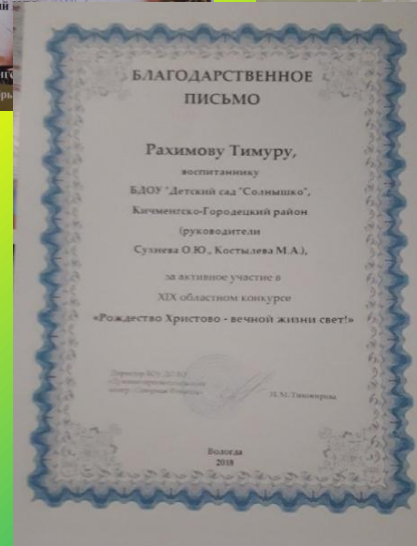 БЛАГОДАРСТВЕННОЕ
ПИСЬМО
Рахимову Тимуру,
воспитаннику
БДОУ "Детский сад "Солнышко",
Кичменгско-Городецкий район
(руководители
Сухнева О.Ю., Костылева М.А.),
за активное участие в
XIX областном конкурсе
«Рождество Христово - вечной жизни свет!»
Директор
Вологда
2018